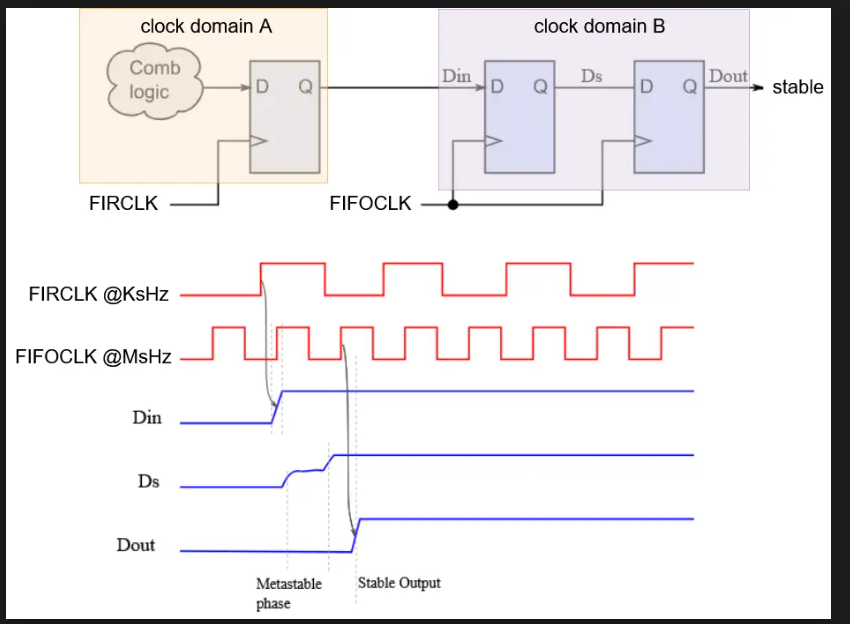 clock domain A
clock domain B
Comb
logic
D Q
Din
D Q
Ds
D Q
Dout
stable
FIRCLK
FIFOCLK
FIRCLK @KsHz
FIFOCLK @MsHz
Din
Ds
Dout
Metastable
phase
Stable Output